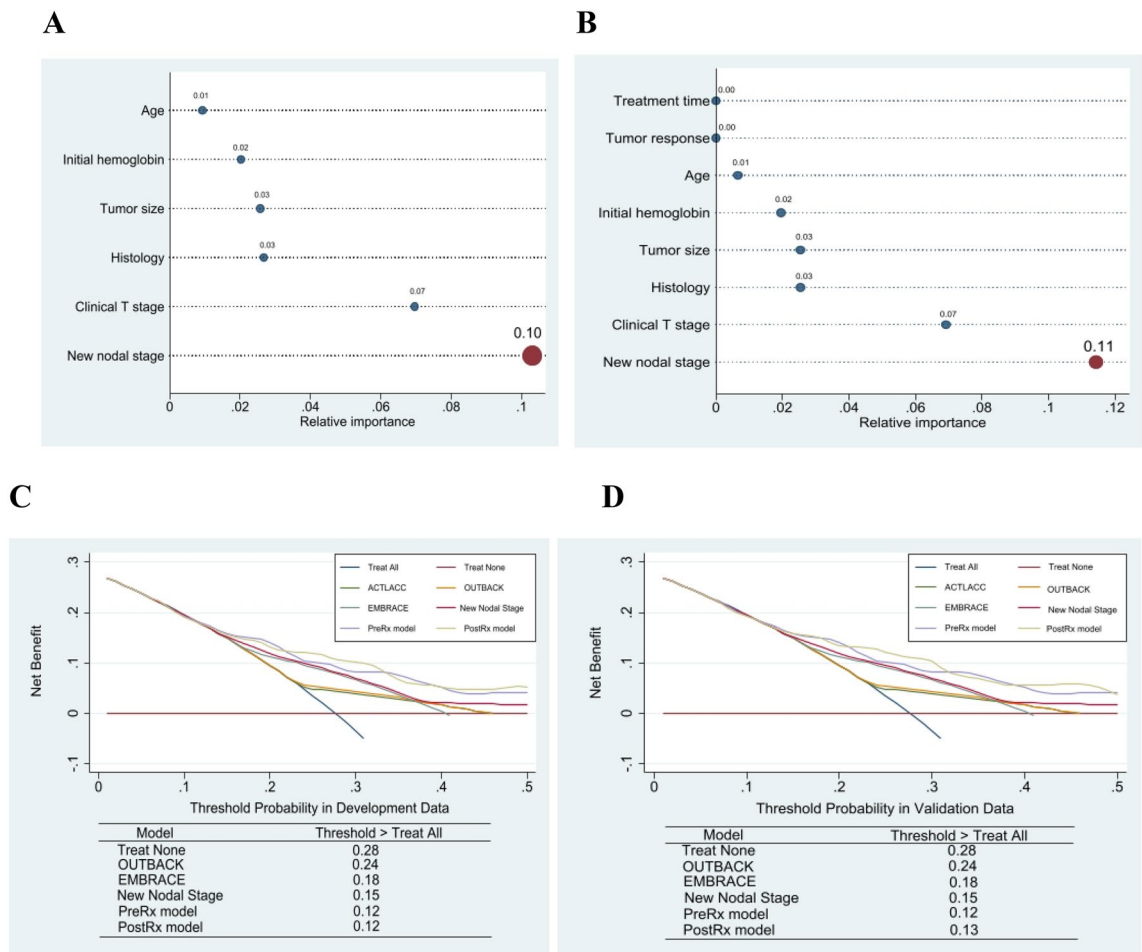 A
0.01
Age
0.02
Initial hemoglobin
0.03
Tumor size
0.03
Histology
0.07
Clinical T stage
0.10
New nodal stage
0 .02 .04 .06 .08 .1
Relative importance
B
0.00
Treatment time
0.00
Tumor response
0.01
Age
0.02
Initial hemoglobin
0.03
Tumor size
0.03
Histology
0.07
Clinical T stage
0.11
New nodal stage
0 .02 .04 .06 .08 .1 .12
Relative importance
C
Net Benefit
.3
.2
.1
0
-.1
Treat All Treat None
ACTLACC OUTBACK
EMBRACE New Nodal Stage
PreRx model PostRx model
0 .1 .2 .3 .4 .5
Threshold Probability in Development Data
Model Threshold > Treat All
Treat None 0.28
OUTBACK 0.24
EMBRACE 0.18
New Nodal Stage 0.15
PreRx model 0.12
PostRx model 0.12
D
Net Benefit
.3
.2
.1
0
-.1
Treat All Treat None
ACTLACC OUTBACK
EMBRACE New Nodal Stage
PreRx model PostRx model
0 .1 .2 .3 .4 .5
Threshold Probability in Validation Data
Model Threshold > Treat All
Treat None 0.28
OUTBACK 0.24
EMBRACE 0.18
New Nodal Stage 0.15
PreRx model 0.12
PostRx model 0.13